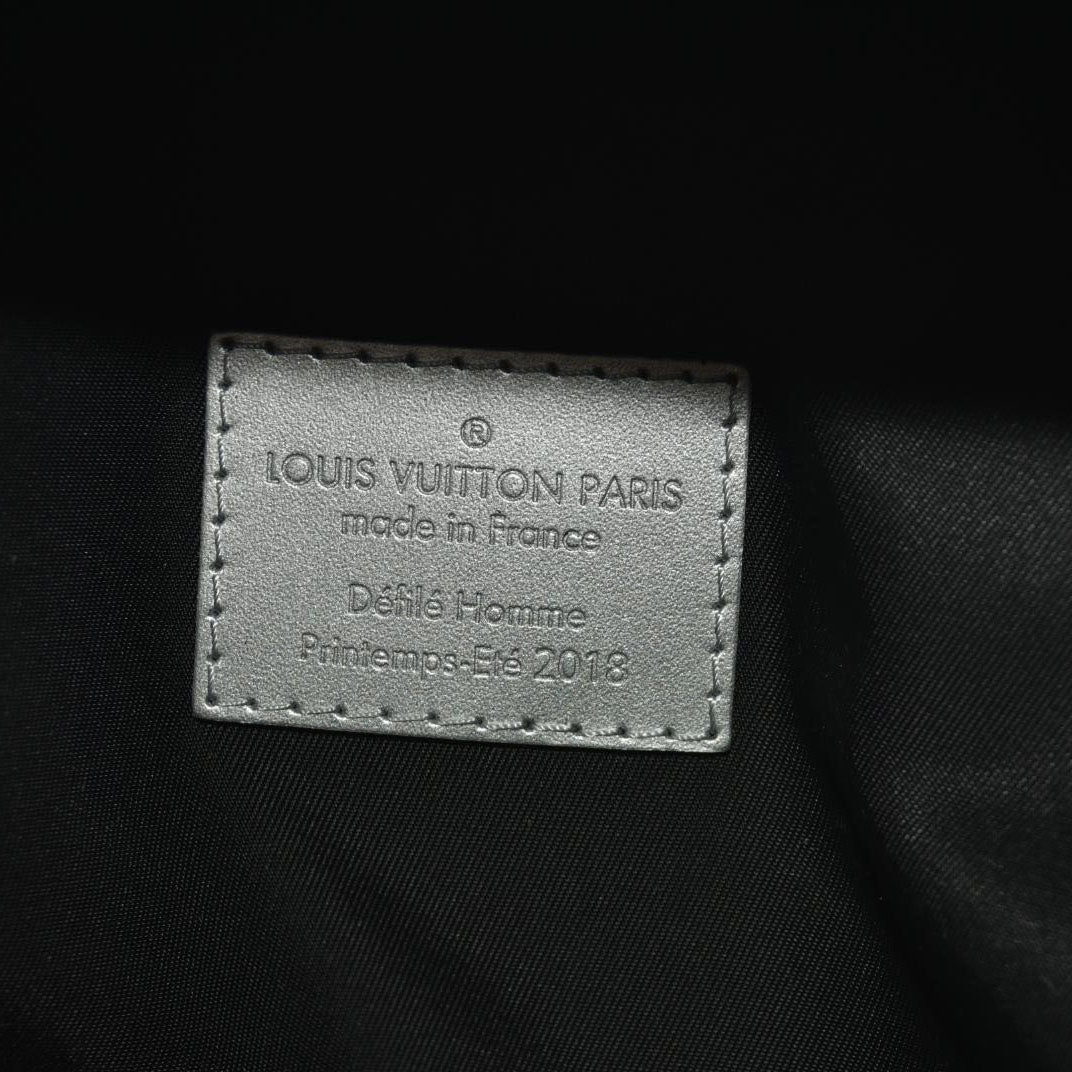 ®
LOUIS VUITTON PARIS
made in France
Défilé Homme
Printemps-Eté 2018